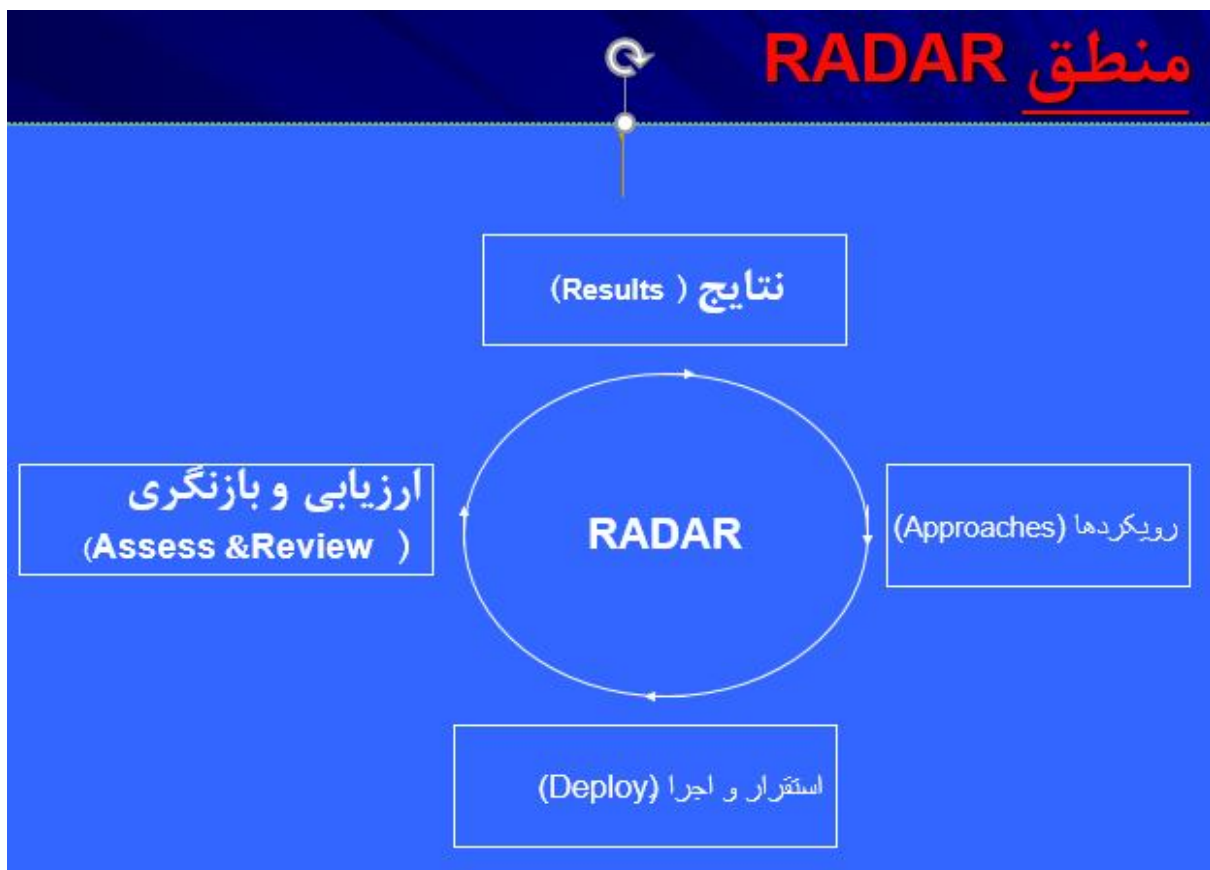 منطق RADAR
نتایج ( Results)
ارزیابی و بازنگری
( Assess &Review)
RADAR
رویکردها (Approaches)
استقرار و اجرا (Deploy)